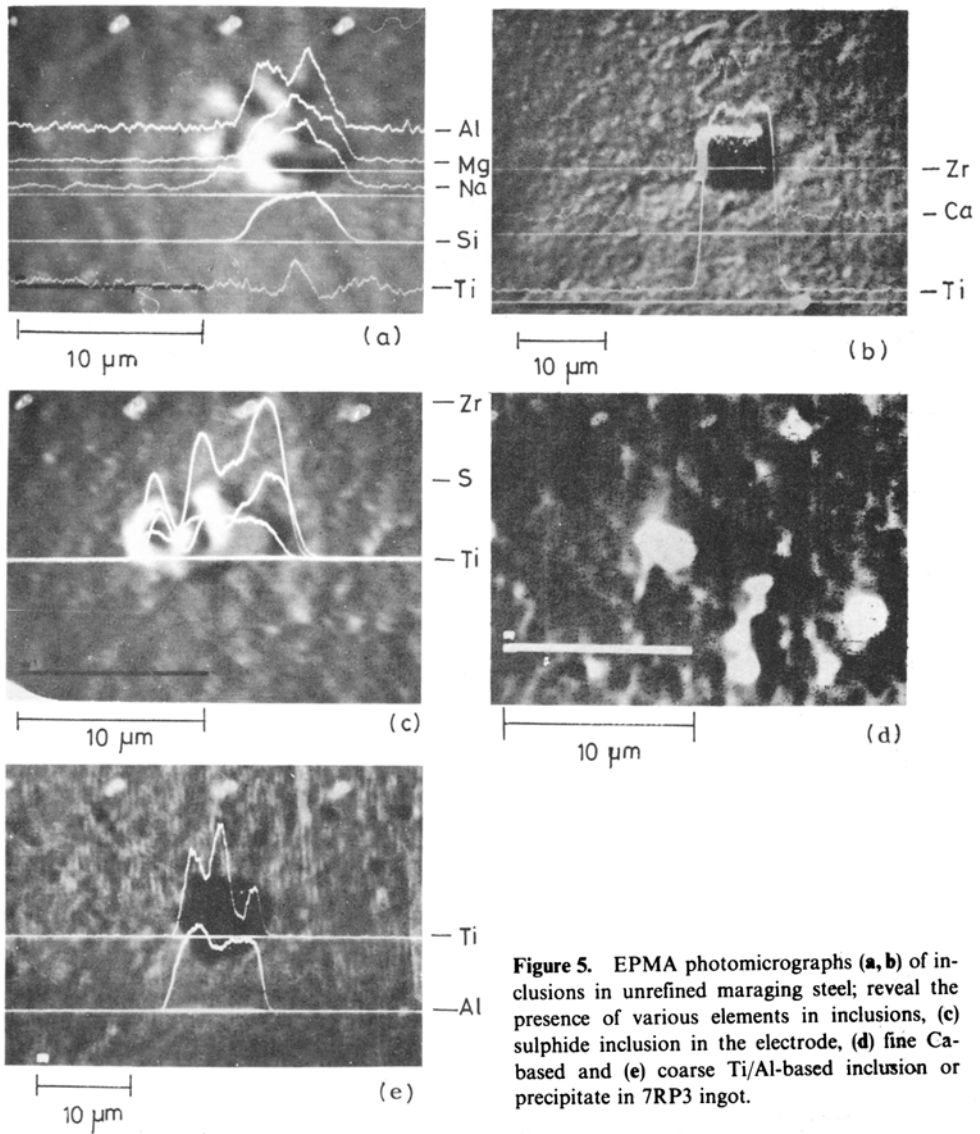 Al
Mg
Na
Si
Ti
10 µm
(a)
Zr
Ca
Ti
10 µm
(b)
Zr
S
Ti
10 µm
(c)
10 µm
(d)
Ti
Al
10 µm
(e)
Figure 5. EPMA photomicrographs (a, b) of in-
clusions in unrefined maraging steel; reveal the
presence of various elements in inclusions, (c)
sulphide inclusion in the electrode, (d) fine Ca-
based and (e) coarse Ti/Al-based inclusion or
precipitate in 7RP3 ingot.